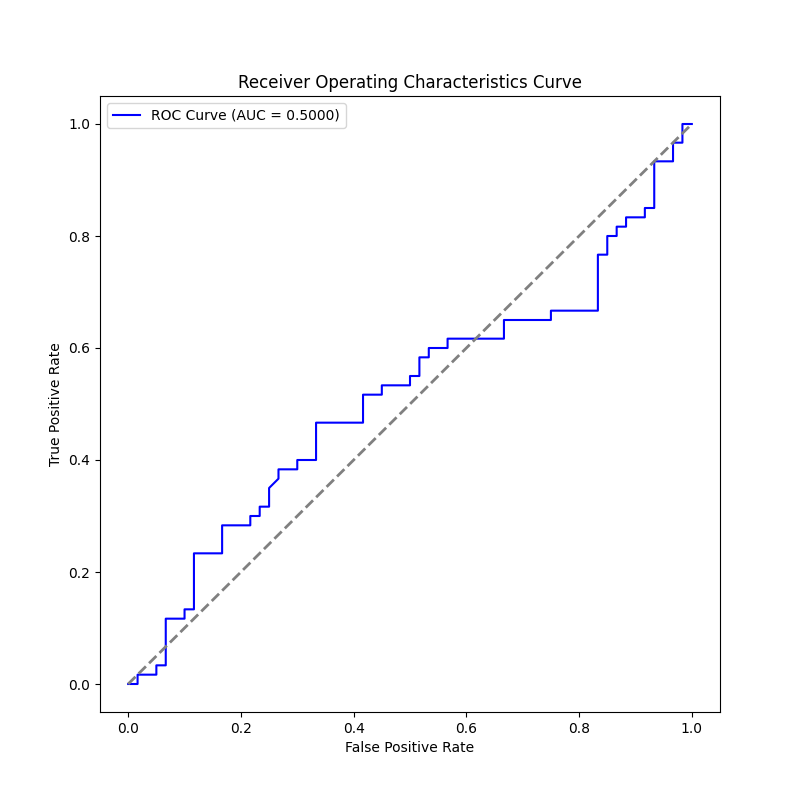 Receiver Operating Characteristics Curve
ROC Curve (AUC = 0.5000)
True Positive Rate
1.0
0.8
0.6
0.4
0.2
0.0
0.0 0.2 0.4 0.6 0.8 1.0
False Positive Rate